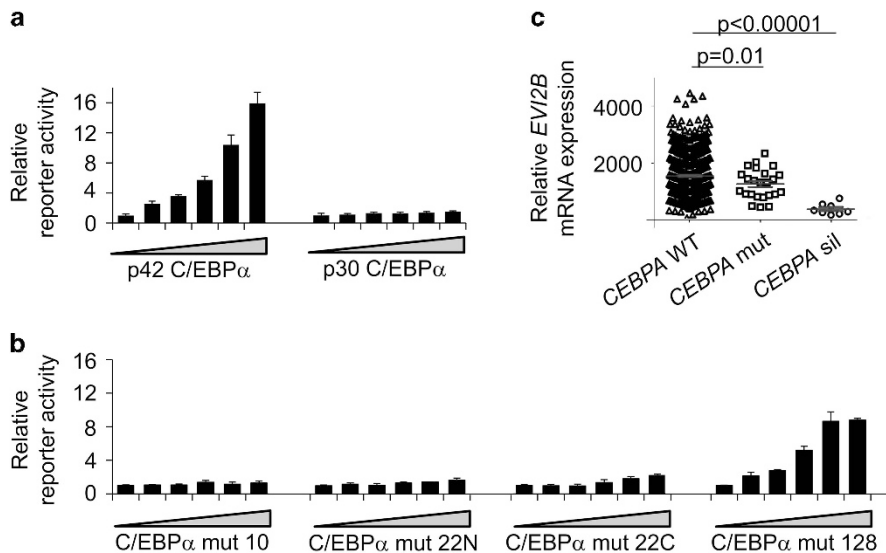 a
Relative
reporter activity
16
12
8
4
0
p42 C/EBPα
p30 C/EBPα
c
p<0.00001
p=0.01
Relative EVI2B
mRNA expression
4000
2000
CEBPA WT
CEBPA mut
CEBPA sil
b
Relative
reporter activity
16
12
8
4
0
C/EBPα mut 10
C/EBPα mut 22N
C/EBPα mut 22C
C/EBPα mut 128